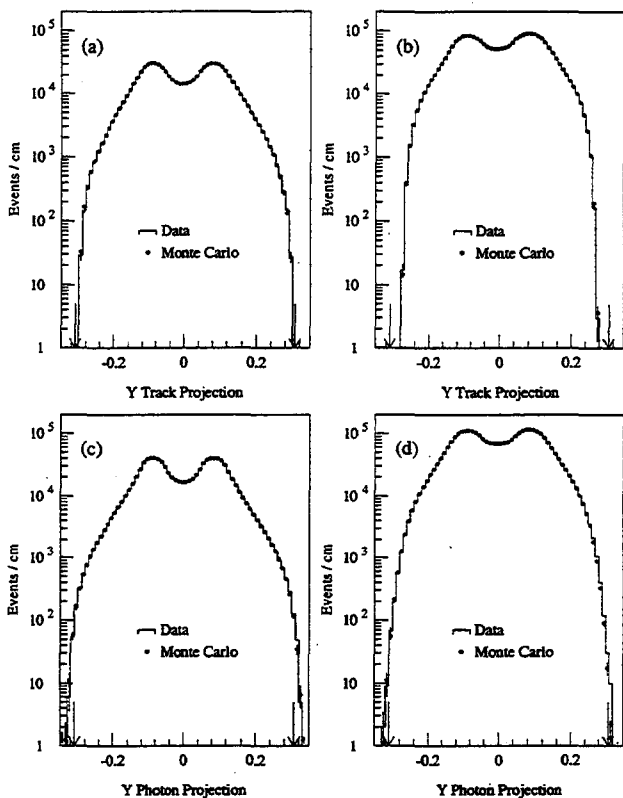 (a)
10^5
10^4
10^3
10^2
10
1
Events / cm
Data
Monte Carlo
-0.2 0 0.2
Y Track Projection
(b)
10^5
10^4
10^3
10^2
10
1
Events / cm
Data
Monte Carlo
-0.2 0 0.2
Y Track Projection
(c)
10^5
10^4
10^3
10^2
10
1
Events / cm
Data
Monte Carlo
-0.2 0 0.2
Y Photon Projection
(d)
10^5
10^4
10^3
10^2
10
1
Events / cm
Data
Monte Carlo
-0.2 0 0.2
Y Photon Projection